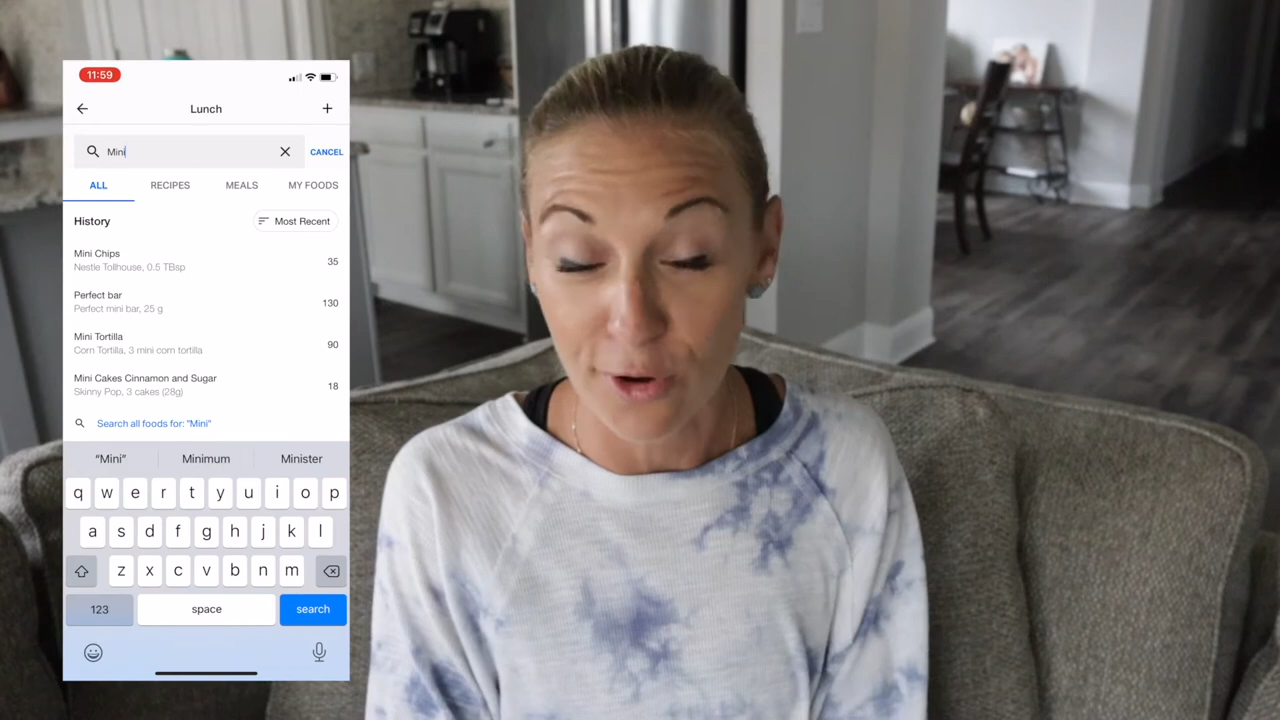 11:59
Lunch
Mini
CANCEL
ALL RECIPES MEALS MY FOODS
History
Most Recent
Mini Chips
Nestle Tollhouse, 0.5 TBsp
35
Perfect bar
Perfect mini bar, 25 g
130
Mini Tortilla
Corn Tortilla, 3 mini corn tortilla
90
Mini Cakes Cinnamon and Sugar
Skinny Pop, 3 cakes (28g)
18
Search all foods for: "Mini"
“Mini” Minimum Minister
q w e r t y u i o p
a s d f g h j k l
z x c v b n m
123 space search